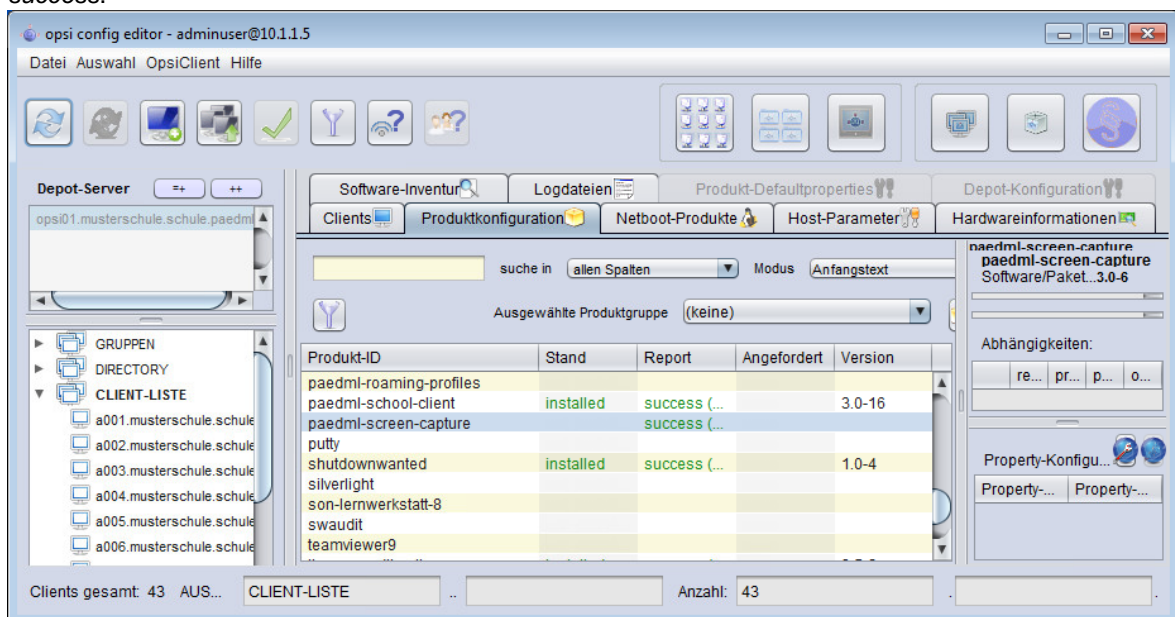 success.
opsi config editor - adminuser@10.1.1.5
Datei Auswahl OpsiClient Hilfe
Depot-Server =+ ++
opsi01.musterschule.schule.paedml
GRUPPEN
DIRECTORY
CLIENT-LISTE
a001.musterschule.schule
a002.musterschule.schule
a003.musterschule.schule
a004.musterschule.schule
a005.musterschule.schule
a006.musterschule.schule
Software-Inventur Logdateien Produkt-Defaultproperties Depot-Konfiguration
Clients Produktkonfiguration Netboot-Produkte Host-Parameter Hardwareinformationen
suche in allen Spalten Modus Anfangstext
Ausgewählte Produktgruppe (keine)
Produkt-ID Stand Report Angefordert Version
paedml-roaming-profiles
paedml-school-client installed success (... 3.0-16
paedml-screen-capture success (...
putty
shutdownwanted installed success (... 1.0-4
silverlight
son-lernwerkstatt-8
swaudit
teamviewer9
paedml-screen-capture
paedml-screen-capture
Software/Paket...3.0-6
Abhängigkeiten:
re... pr... p... o...
Property-Konfigu...
Property-... Property-...
Clients gesamt: 43 AUS... CLIENT-LISTE .. Anzahl: 43 . .